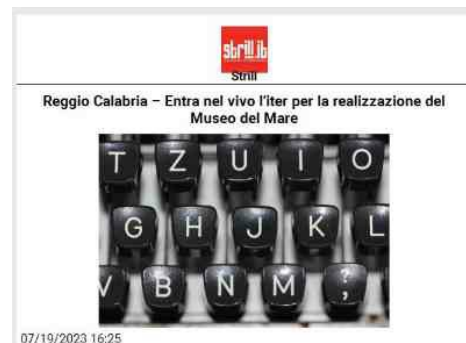 strill.it
Strill
Reggio Calabria – Entra nel vivo l'iter per la realizzazione del
Museo del Mare
T Z U I O
G H J K L
V B N M ? ;
07/19/2023 16:25